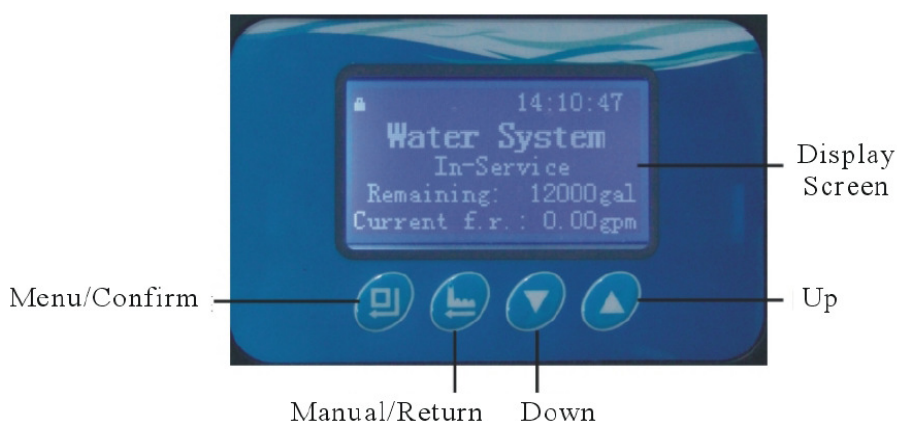 14:10:47
Water System
In-Service
Remaining: 12000gal
Current f.r.: 0.00gpm
Display
Screen
Menu/Confirm
Up
Manual/Return
Down